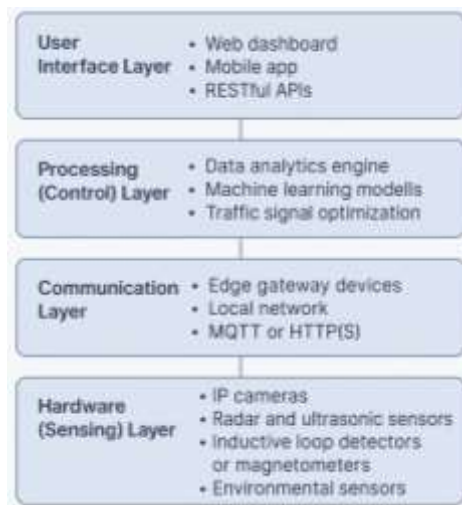 User
Interface Layer
• Web dashboard
• Mobile app
• RESTful APIs
Processing
(Control) Layer
• Data analytics engine
• Machine learning modells
• Traffic signal optimization
Communication
Layer
• Edge gateway devices
• Local network
• MQTT or HTTP(S)
Hardware
(Sensing) Layer
• IP cameras
• Radar and ultrasonic sensors
• Inductive loop detectors
or magnetometers
• Environmental sensors